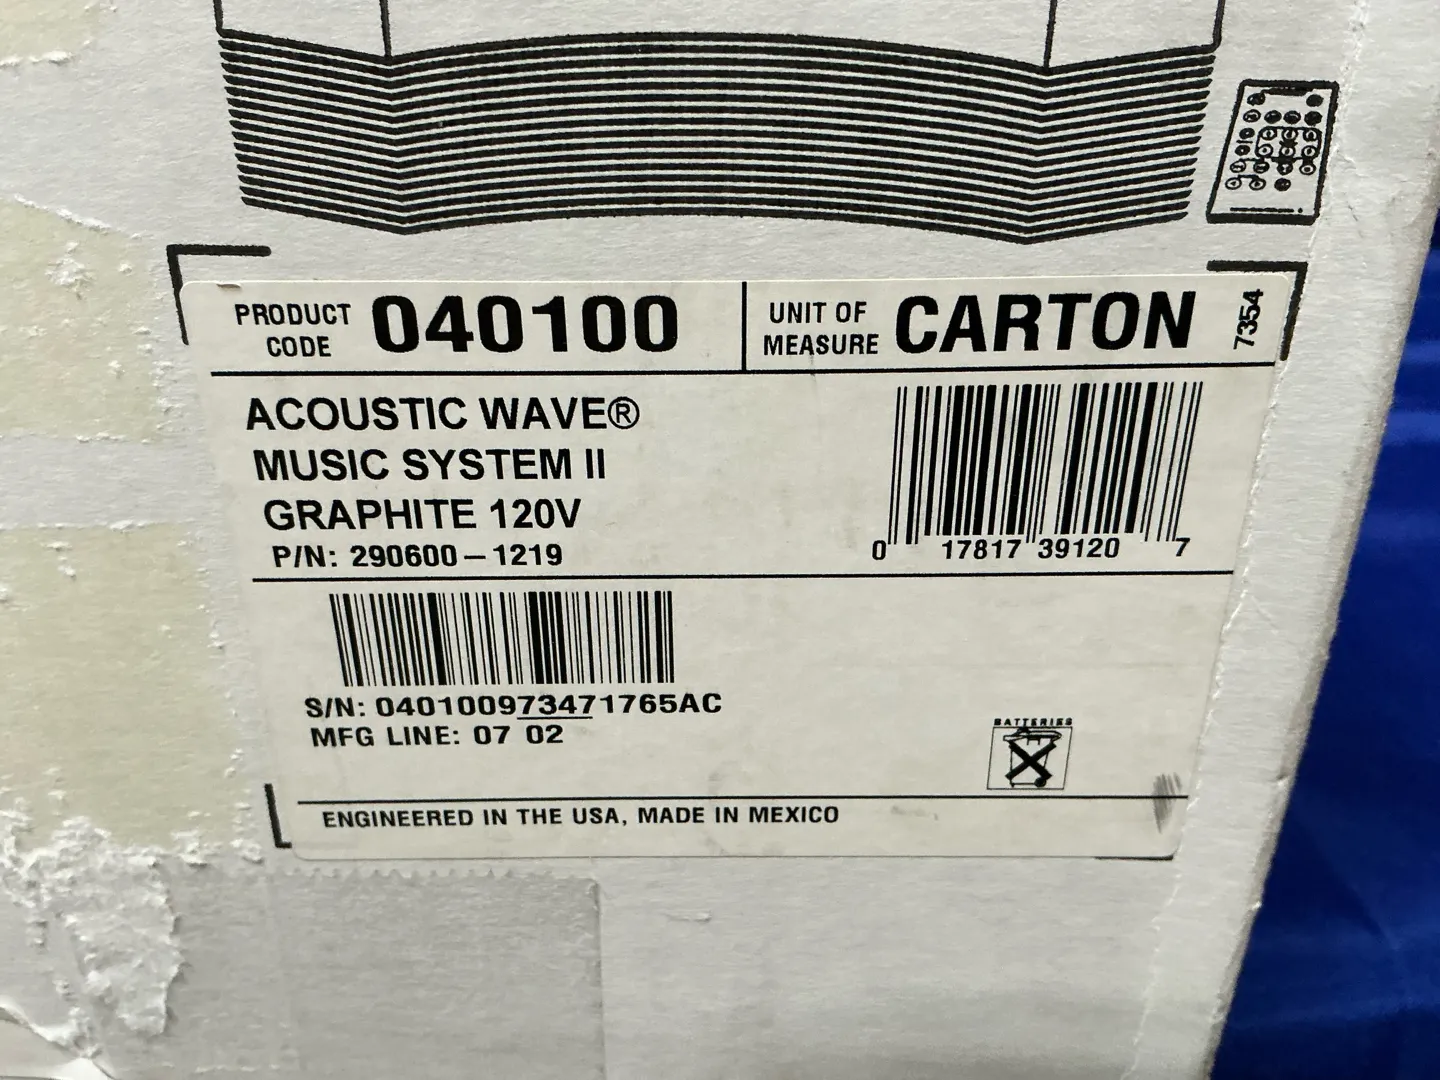 PRODUCT CODE 040100
UNIT OF MEASURE CARTON
7354
ACOUSTIC WAVE®
MUSIC SYSTEM II
GRAPHITE 120V
P/N: 290600-1219
0 17817 39120 7
S/N: 040100973471765AC
MFG LINE: 07 02
BATTERIES
ENGINEERED IN THE USA, MADE IN MEXICO